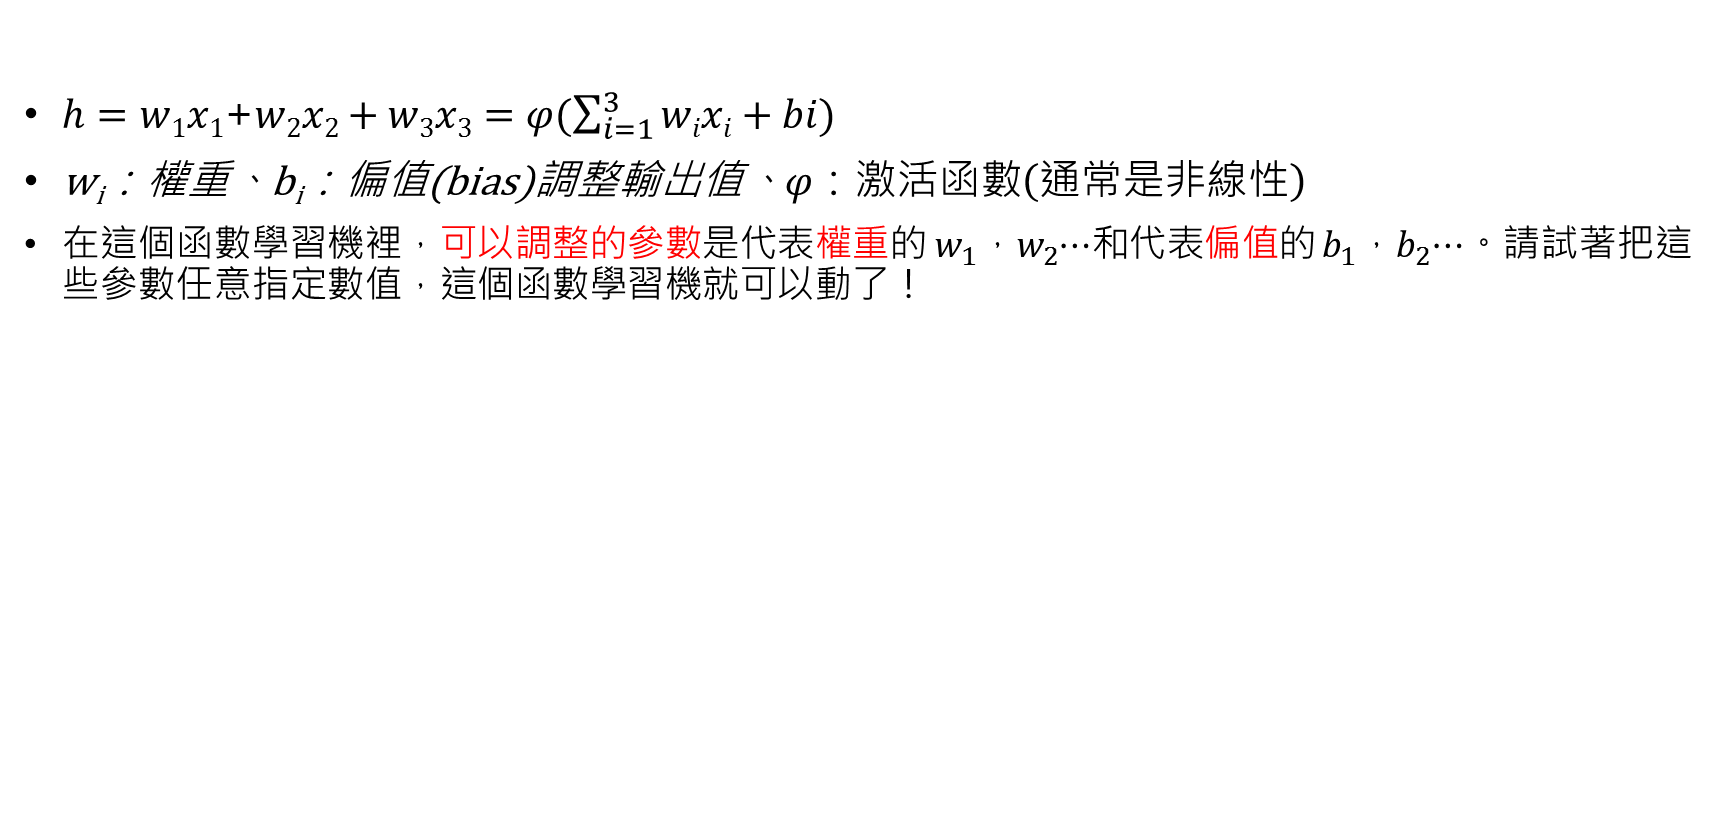 • h = w₁x₁+w₂x₂ + w₃x₃ = φ(∑³ᵢ₌₁ wᵢxᵢ + bi)
• wᵢ：權重、bᵢ：偏值(bias)調整輸出值、φ：激活函數(通常是非線性)
• 在這個函數學習機裡，可以調整的參數是代表權重的 w₁，w₂⋯和代表偏值的 b₁，b₂⋯。請試著把這
些參數任意指定數值，這個函數學習機就可以動了！